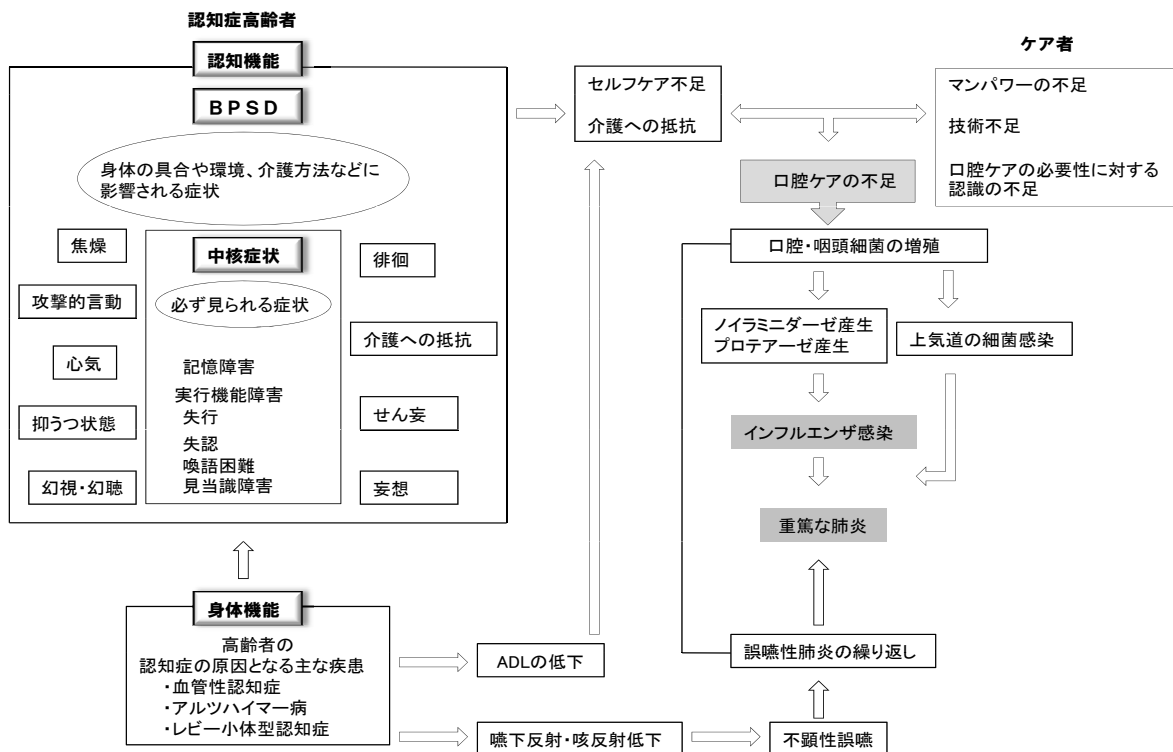 認知症高齢者
認知機能
BPSD
身体の具合や環境、介護方法などに
影響される症状
焦燥
攻撃的言動
心気
抑うつ状態
幻視・幻聴
中核症状
必ず見られる症状
記憶障害
実行機能障害
失行
失認
喚語困難
見当識障害
徘徊
介護への抵抗
せん妄
妄想
身体機能
高齢者の
認知症の原因となる主な疾患
・血管性認知症
・アルツハイマー病
・レビー小体型認知症
セルフケア不足
介護への抵抗
ADLの低下
嚥下反射・咳反射低下
ケア者
マンパワーの不足
技術不足
口腔ケアの必要性に対する
認識の不足
口腔ケアの不足
口腔・咽頭細菌の増殖
ノイラミニダーゼ産生
プロテアーゼ産生
上気道の細菌感染
インフルエンザ感染
重篤な肺炎
誤嚥性肺炎の繰り返し
不顕性誤嚥